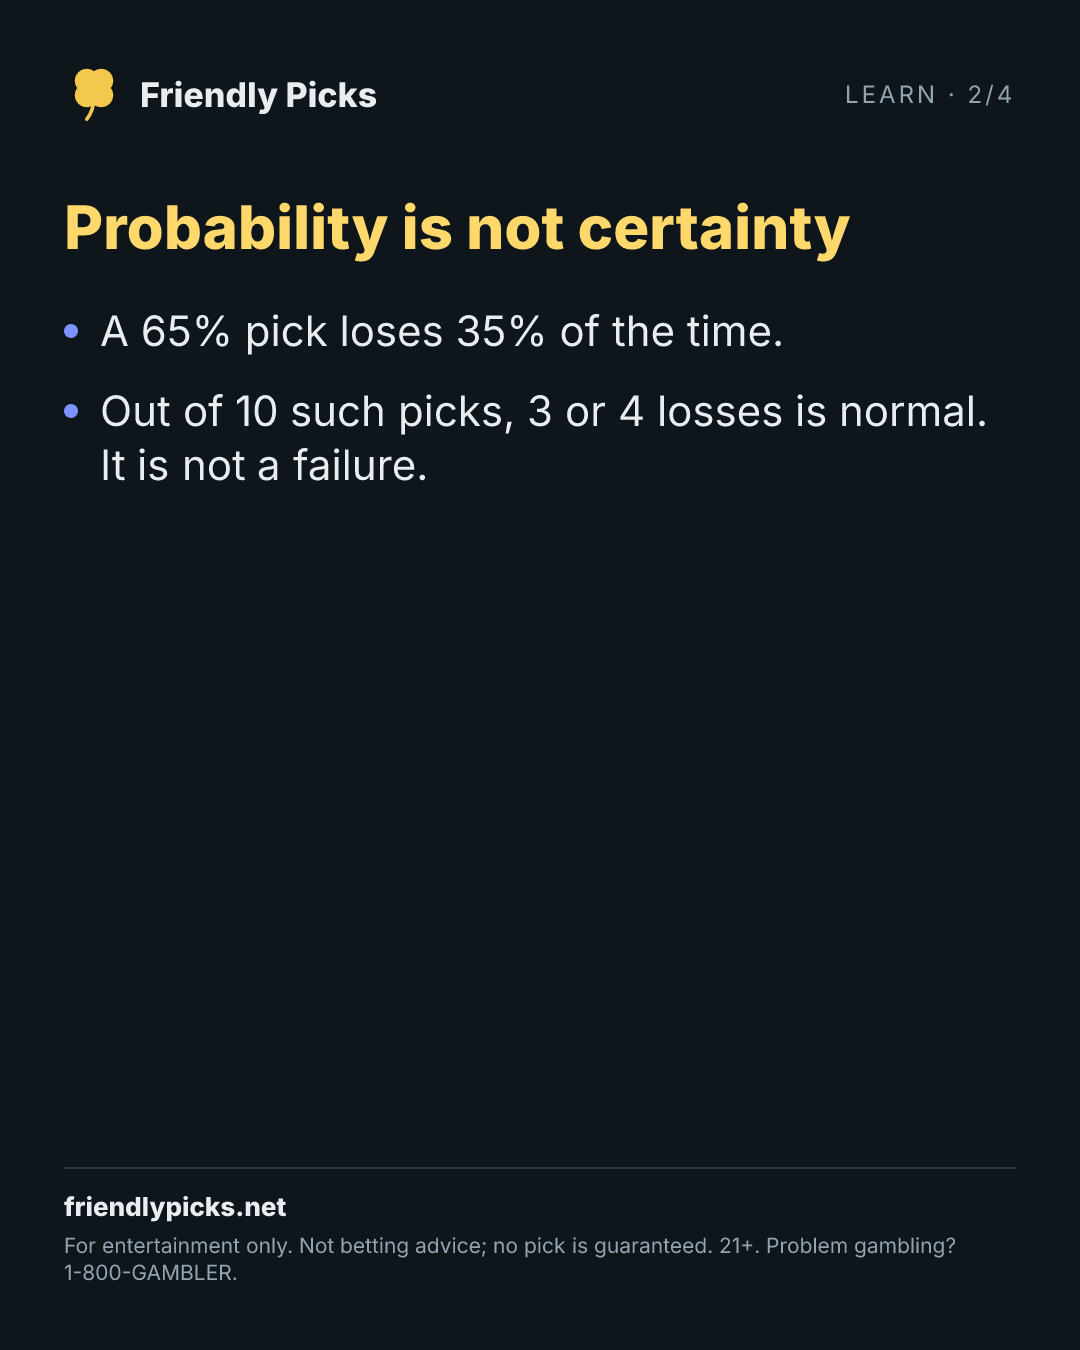 Friendly Picks
LEARN · 2/4
Probability is not certainty
• A 65% pick loses 35% of the time.
• Out of 10 such picks, 3 or 4 losses is normal.
It is not a failure.
friendlypicks.net
For entertainment only. Not betting advice; no pick is guaranteed. 21+. Problem gambling?
1-800-GAMBLER.